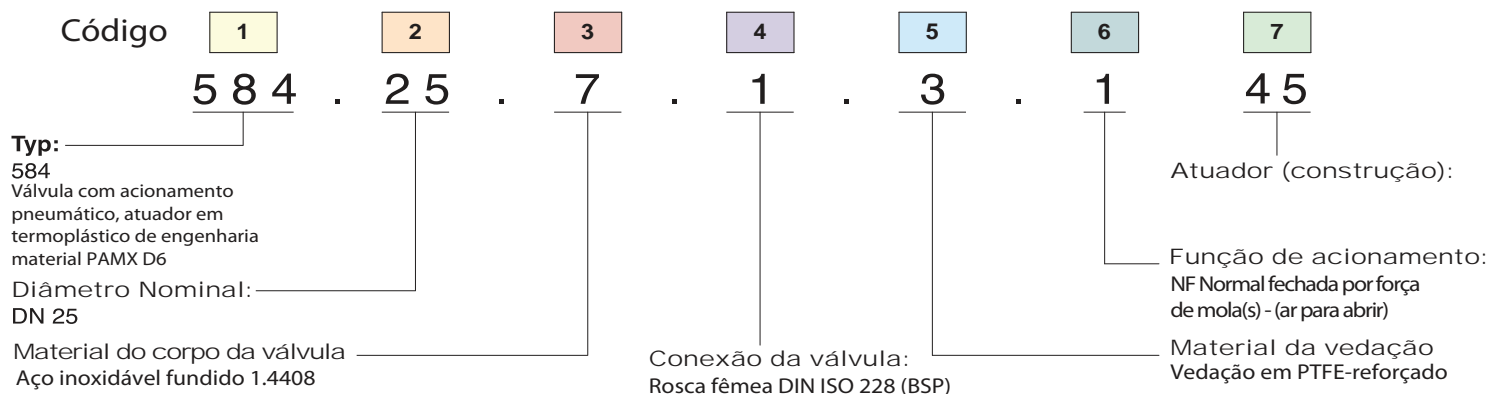 Código 1 2 3 4 5 6 7
584 . 25 . 7 . 1 . 3 . 1 45
Typ:
584
Válvula com acionamento
pneumático, atuador em
termoplástico de engenharia
material PAMX D6
Diâmetro Nominal:
DN 25
Material do corpo da válvula
Aço inoxidável fundido 1.4408
Conexão da válvula:
Rosca fêmea DIN ISO 228 (BSP)
Atuador (construção):
Função de acionamento:
NF Normal fechada por força
de mola(s) - (ar para abrir)
Material da vedação
Vedação em PTFE-reforçado